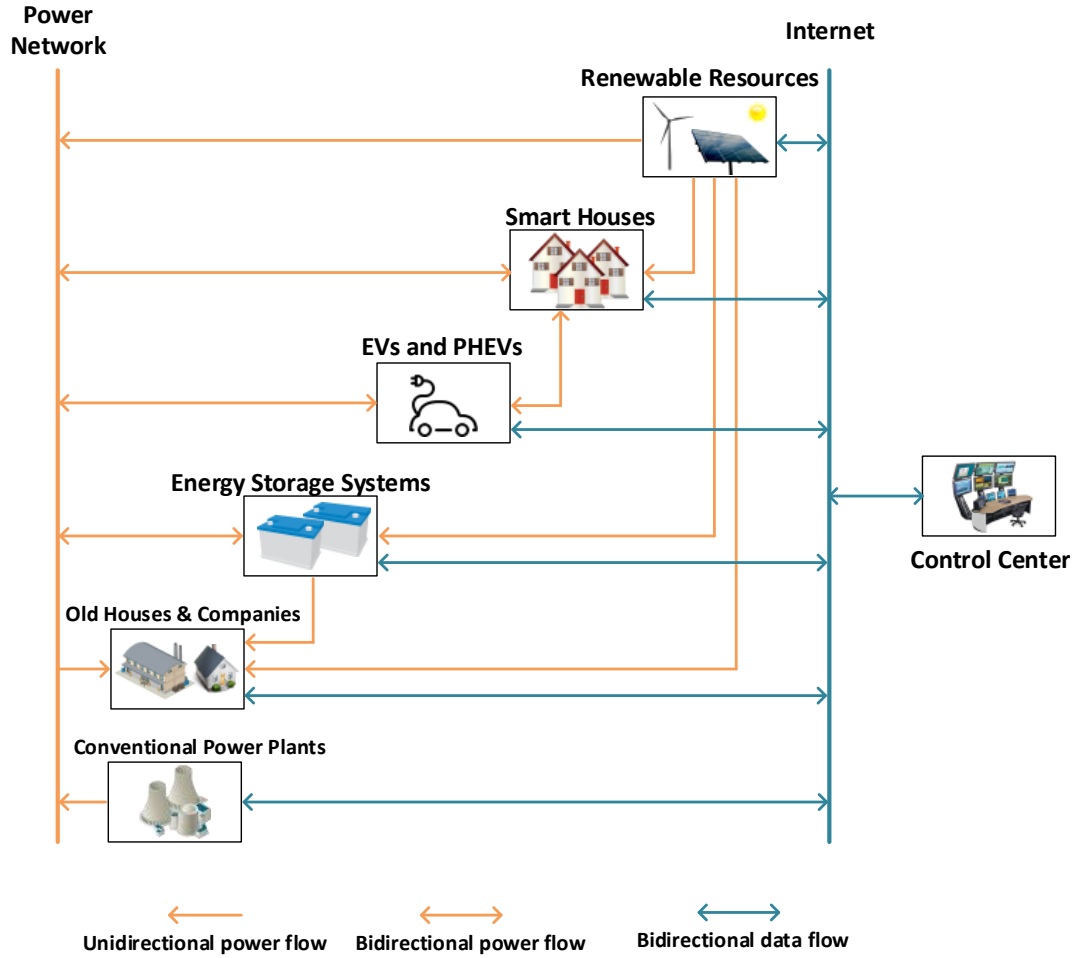 Power
Network
Internet
Renewable Resources
Smart Houses
EVs and PHEVs
Energy Storage Systems
Control Center
Old Houses & Companies
Conventional Power Plants
Unidirectional power flow
Bidirectional power flow
Bidirectional data flow